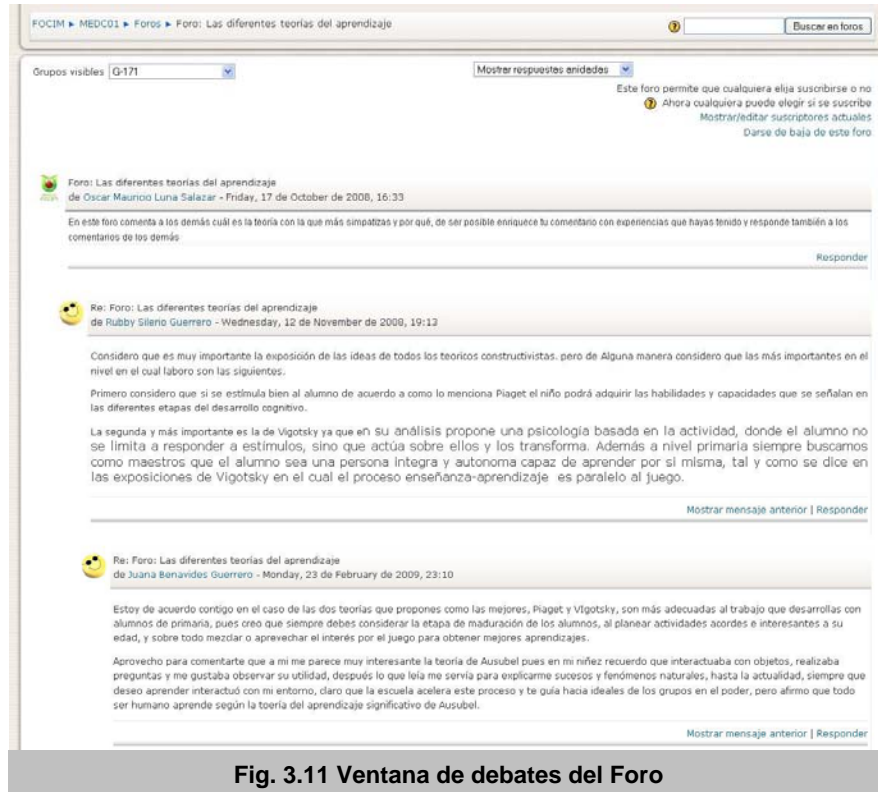 FOCIM ► MEDC01 ► Foros ► Foro: Las diferentes teorías del aprendizaje
Buscar en foros
Grupos visibles G-171
Mostrar respuestas anidadas
Este foro permite que cualquiera elija suscribirse o no
Ahora cualquiera puede elegir si se suscribe
Mostrar/editar suscriptores actuales
Darse de baja de este foro
Foro: Las diferentes teorías del aprendizaje
de Oscar Mauricio Luna Salazar - Friday, 17 de October de 2008, 16:33
En este foro comenta a los demás cuál es la teoría con la que más simpatizas y por qué, de ser posible enriquece tu comentario con experiencias que hayas tenido y responde también a los
comentarios de los demás
Responder
Re: Foro: Las diferentes teorías del aprendizaje
de Rubby Silerio Guerrero - Wednesday, 12 de November de 2008, 19:13
Considero que es muy importante la exposición de las ideas de todos los teoricos constructivistas. pero de Alguna manera considero que las más importantes en el
nivel en el cual laboro son las siguientes.
Primero considero que si se estímula bien al alumno de acuerdo a como lo menciona Piaget el niño podrá adquirir las habilidades y capacidades que se señalan en
las diferentes etapas del desarrollo cognitivo.
La segunda y más importante es la de Vigotsky ya que en su análisis propone una psicología basada en la actividad, donde el alumno no
se limita a responder a estímulos, sino que actúa sobre ellos y los transforma. Además a nivel primaria siempre buscamos
como maestros que el alumno sea una persona integra y autonoma capaz de aprender por si misma, tal y como se dice en
las exposiciones de Vigotsky en el cual el proceso enseñanza-aprendizaje es paralelo al juego.
Mostrar mensaje anterior | Responder
Re: Foro: Las diferentes teorías del aprendizaje
de Juana Benavides Guerrero - Monday, 23 de February de 2009, 23:10
Estoy de acuerdo contigo en el caso de las dos teorías que propones como las mejores, Piaget y VIgotsky, son más adecuadas al trabajo que desarrollas con
alumnos de primaria, pues creo que siempre debes considerar la etapa de maduración de los alumnos, al planear actividades acordes e interesantes a su
edad, y sobre todo mezclar o aprevechar el interés por el juego para obtener mejores aprendizajes.
Aprovecho para comentarte que a mi me parece muy interesante la teoría de Ausubel pues en mi niñez recuerdo que interactuaba con objetos, realizaba
preguntas y me gustaba observar su utilidad, después lo que leía me servía para explicarme sucesos y fenómenos naturales, hasta la actualidad, siempre que
deseo aprender interactuó con mi entorno, claro que la escuela acelera este proceso y te guía hacia ideales de los grupos en el poder, pero afirmo que todo
ser humano aprende según la toería del aprendizaje significativo de Ausubel.
Mostrar mensaje anterior | Responder
Fig. 3.11 Ventana de debates del Foro